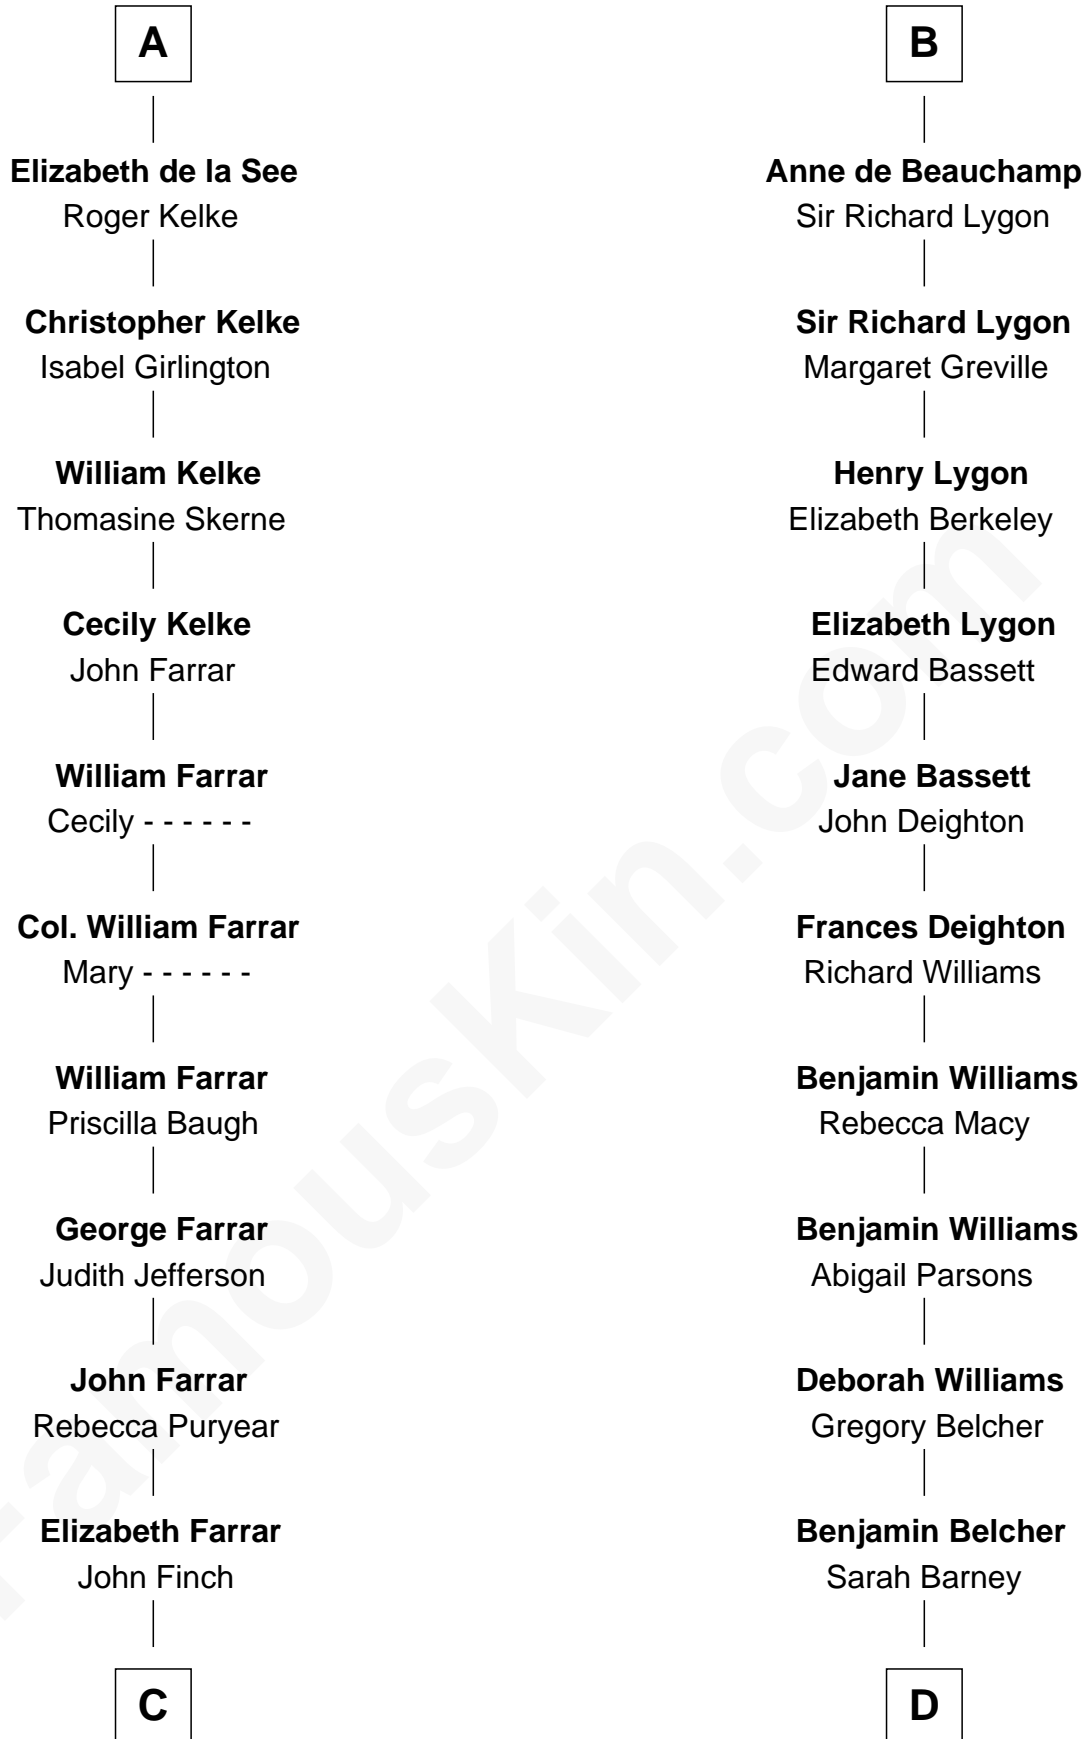 A
Elizabeth de la See
Roger Kelke
Christopher Kelke
Isabel Girlington
William Kelke
Thomasine Skerne
Cecily Kelke
John Farrar
William Farrar
Cecily - - - - - -
Col. William Farrar
Mary - - - - - -
William Farrar
Priscilla Baugh
George Farrar
Judith Jefferson
John Farrar
Rebecca Puryear
Elizabeth Farrar
John Finch
C
B
Anne de Beauchamp
Sir Richard Lygon
Sir Richard Lygon
Margaret Greville
Henry Lygon
Elizabeth Berkeley
Elizabeth Lygon
Edward Bassett
Jane Bassett
John Deighton
Frances Deighton
Richard Williams
Benjamin Williams
Rebecca Macy
Benjamin Williams
Abigail Parsons
Deborah Williams
Gregory Belcher
Benjamin Belcher
Sarah Barney
D
FamousKin.com